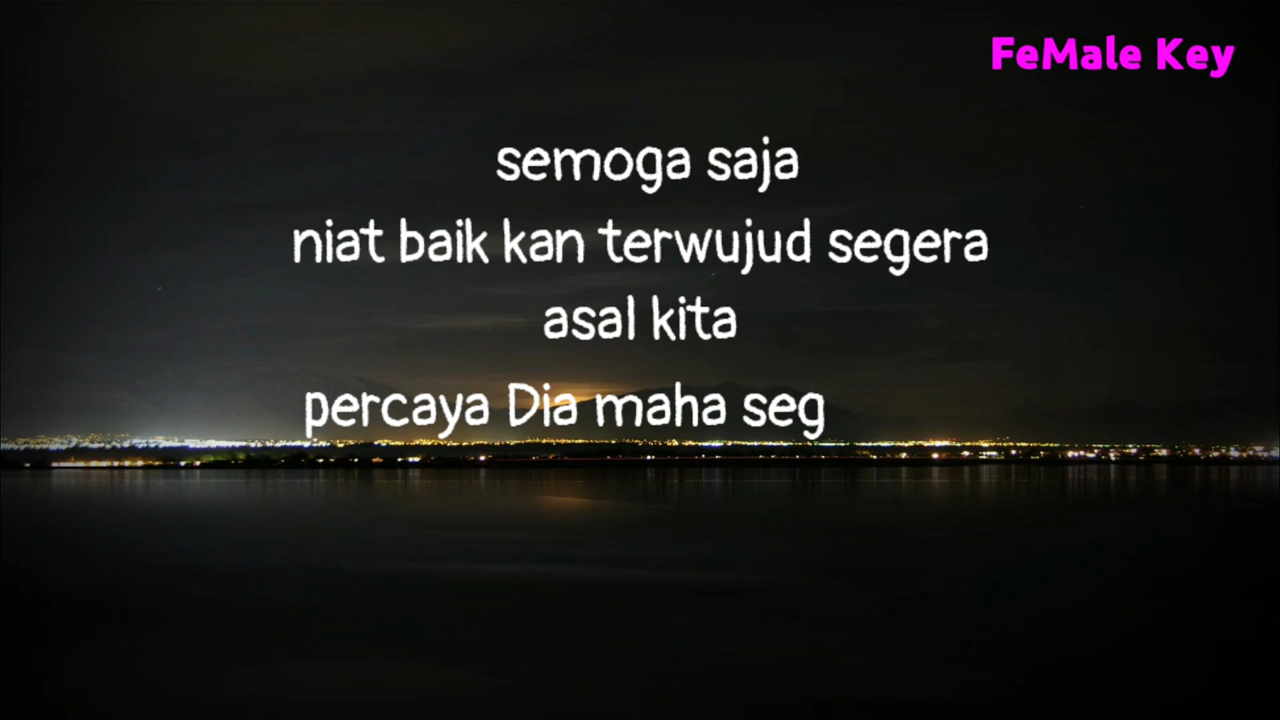 FeMale Key
semoga saja
niat baik kan terwujud segera
asal kita
percaya Dia maha seg